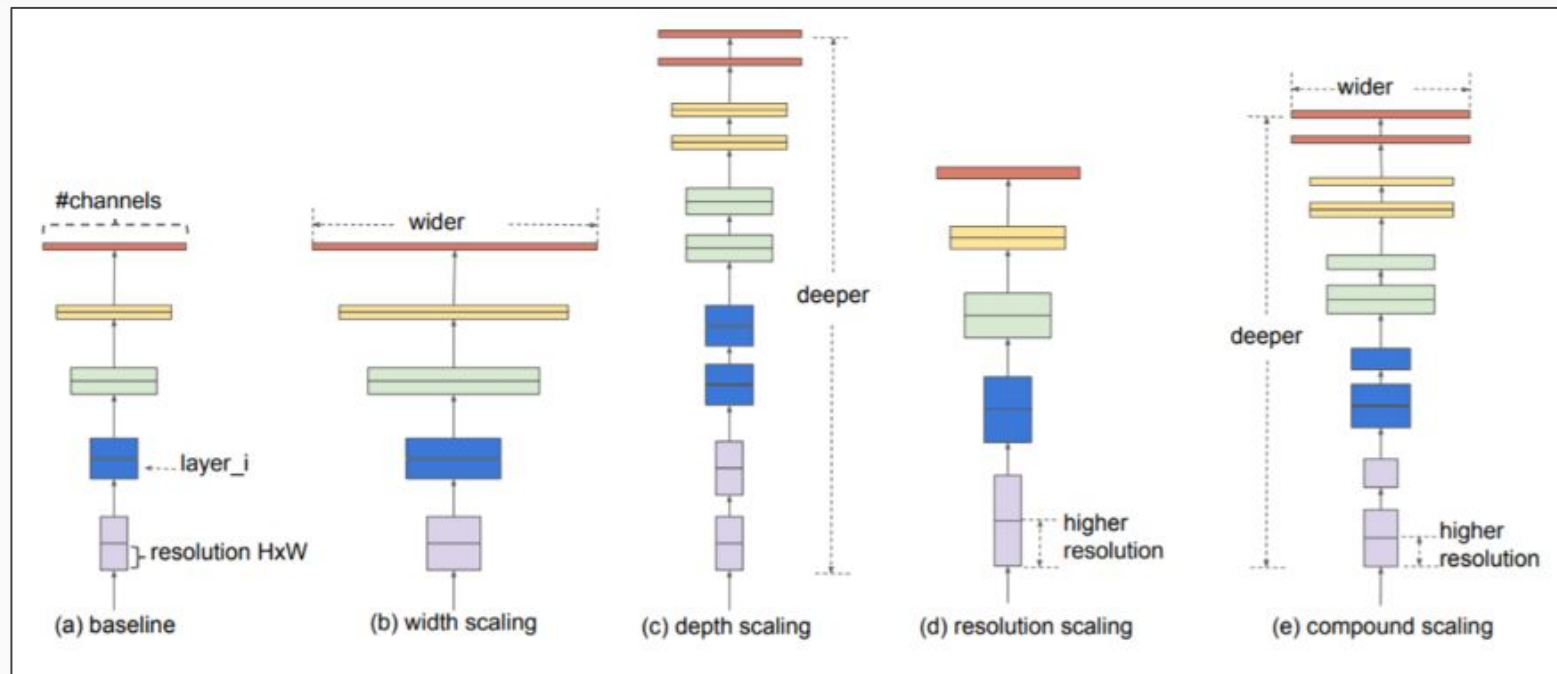 #channels
layer_i
resolution HxW
(a) baseline
wider
(b) width scaling
deeper
(c) depth scaling
higher
resolution
(d) resolution scaling
wider
deeper
higher
resolution
(e) compound scaling